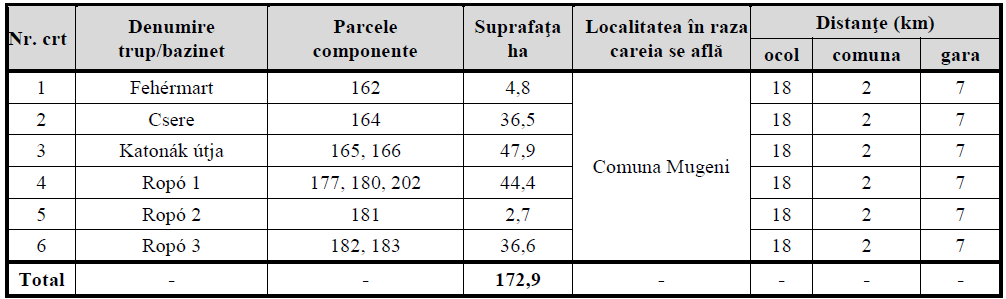 Nr. crt Denumire trup/bazinet Parcele componente Suprafaţa ha Localitatea în raza careia se află Distanţe (km)
ocol comuna gara
1 Fehérmart 162 4,8 Comuna Mugeni 18 2 7
2 Csere 164 36,5 18 2 7
3 Katonák útja 165, 166 47,9 18 2 7
4 Ropó 1 177, 180, 202 44,4 18 2 7
5 Ropó 2 181 2,7 18 2 7
6 Ropó 3 182, 183 36,6 18 2 7
Total - - 172,9 - - - -